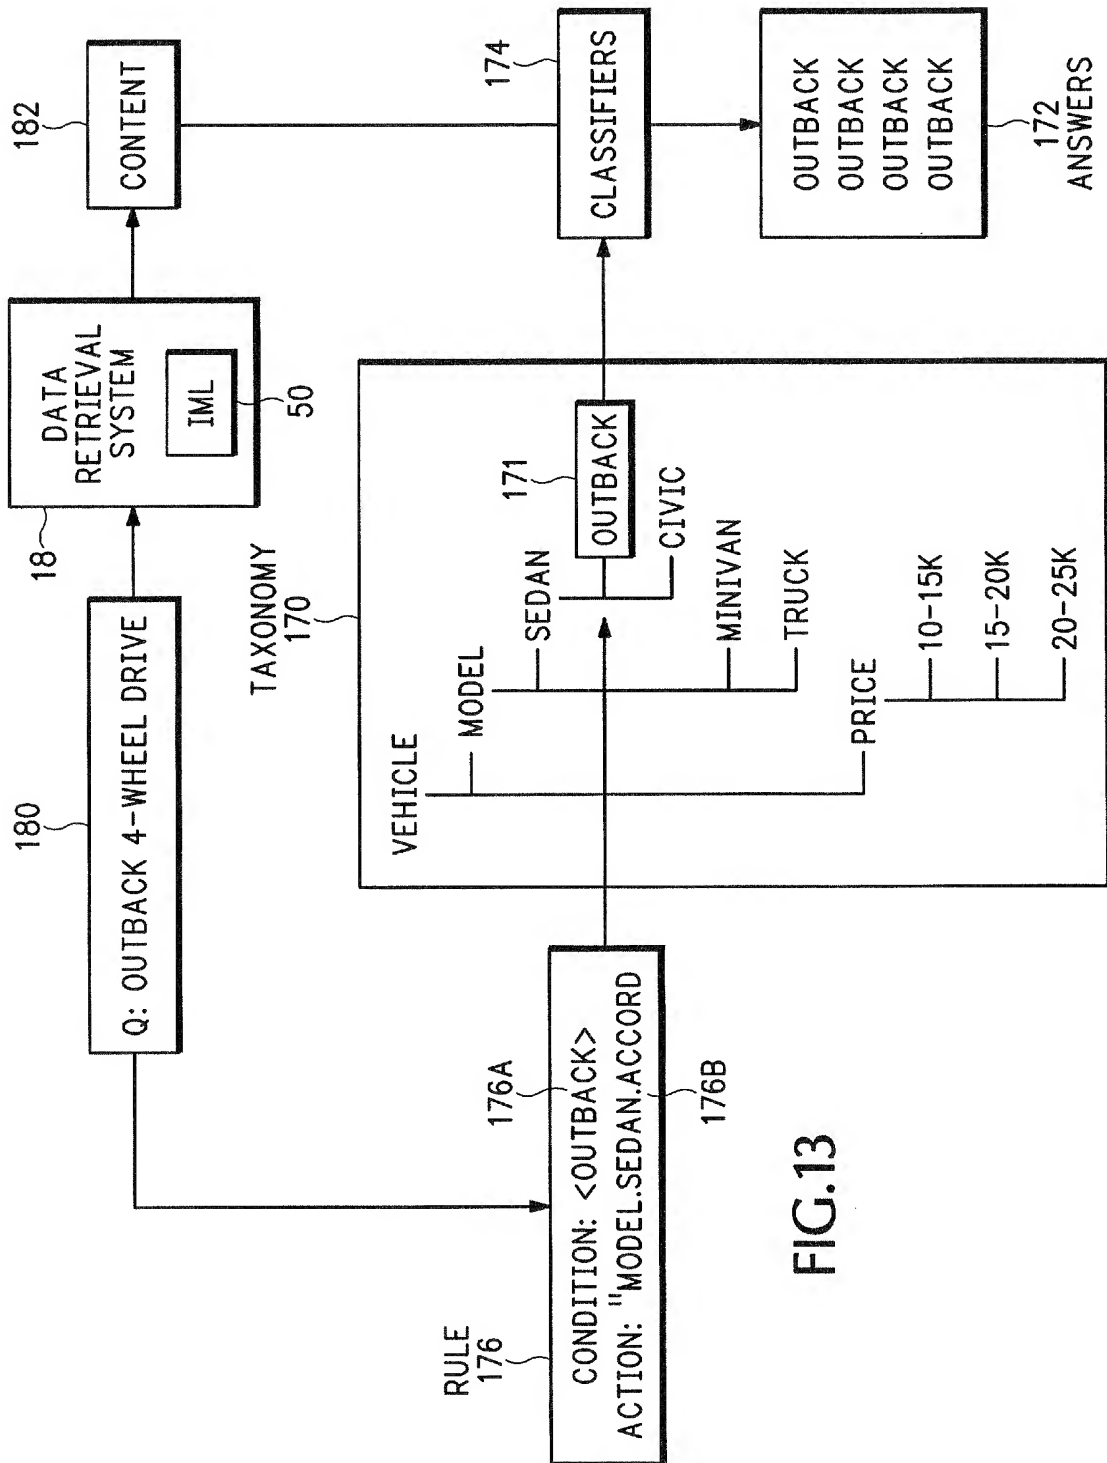 180
Q: OUTBACK 4-WHEEL DRIVE
18
DATA
RETRIEVAL
SYSTEM
IML
50
182
CONTENT
TAXONOMY
170
VEHICLE
MODEL
SEDAN
171
OUTBACK
CIVIC
MINIVAN
TRUCK
PRICE
10-15K
15-20K
20-25K
174
CLASSIFIERS
OUTBACK
OUTBACK
OUTBACK
OUTBACK
172
ANSWERS
RULE
176
176A
CONDITION: <OUTBACK>
ACTION: "MODEL.SEDAN.ACCORD
176B
FIG.13